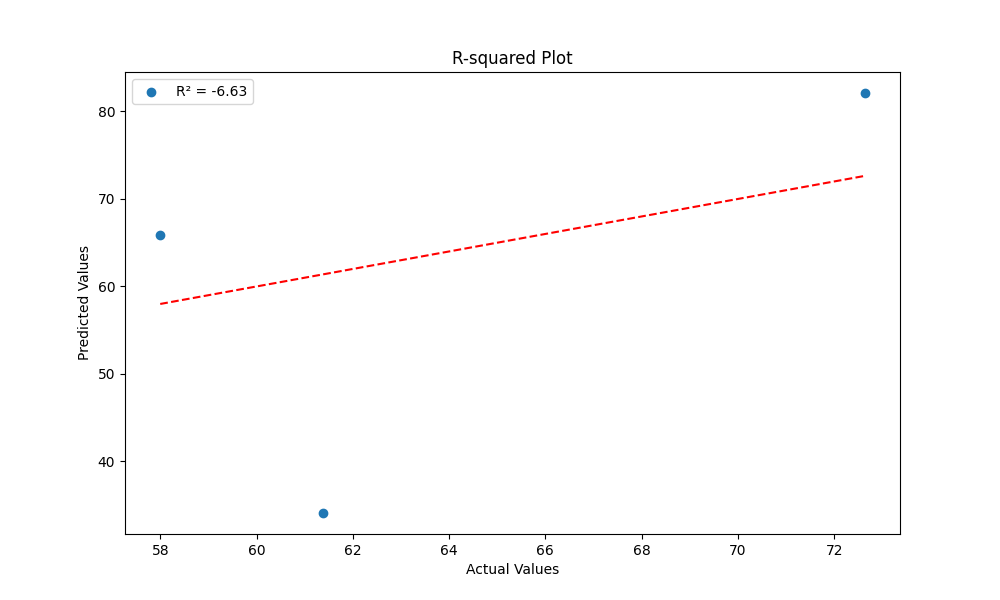 R-squared Plot
R² = -6.63
80
70
60
50
40
Predicted Values
58 60 62 64 66 68 70 72
Actual Values